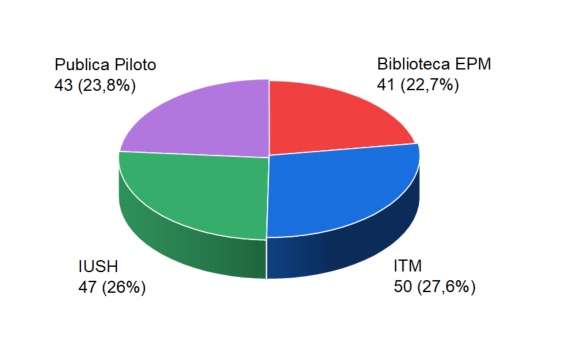 Publica Piloto
43 (23,8%)
Biblioteca EPM
41 (22,7%)
IUSH
47 (26%)
ITM
50 (27,6%)